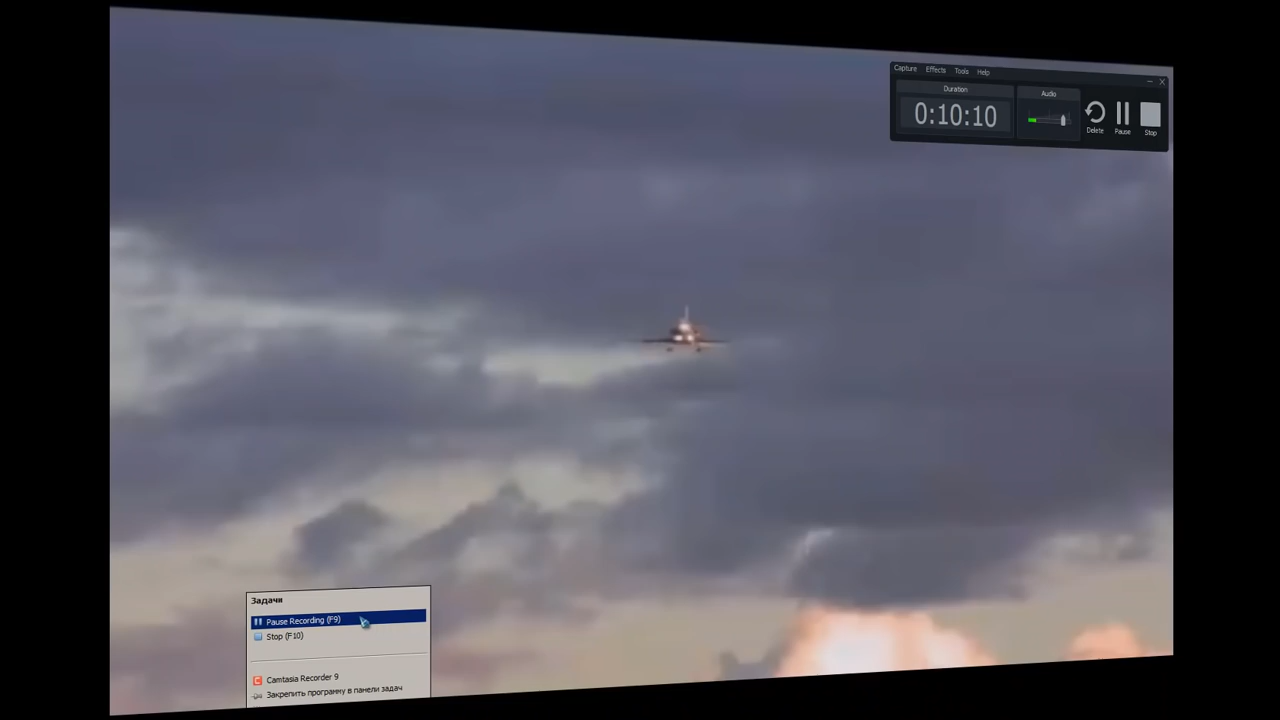 Capture Effects Tools Help
Duration
Audio
0:10:10
Delete
Pause
Stop
Задачи
Pause Recording (F9)
Stop (F10)
Camtasia Recorder 9
Закрепить программу в панели задач